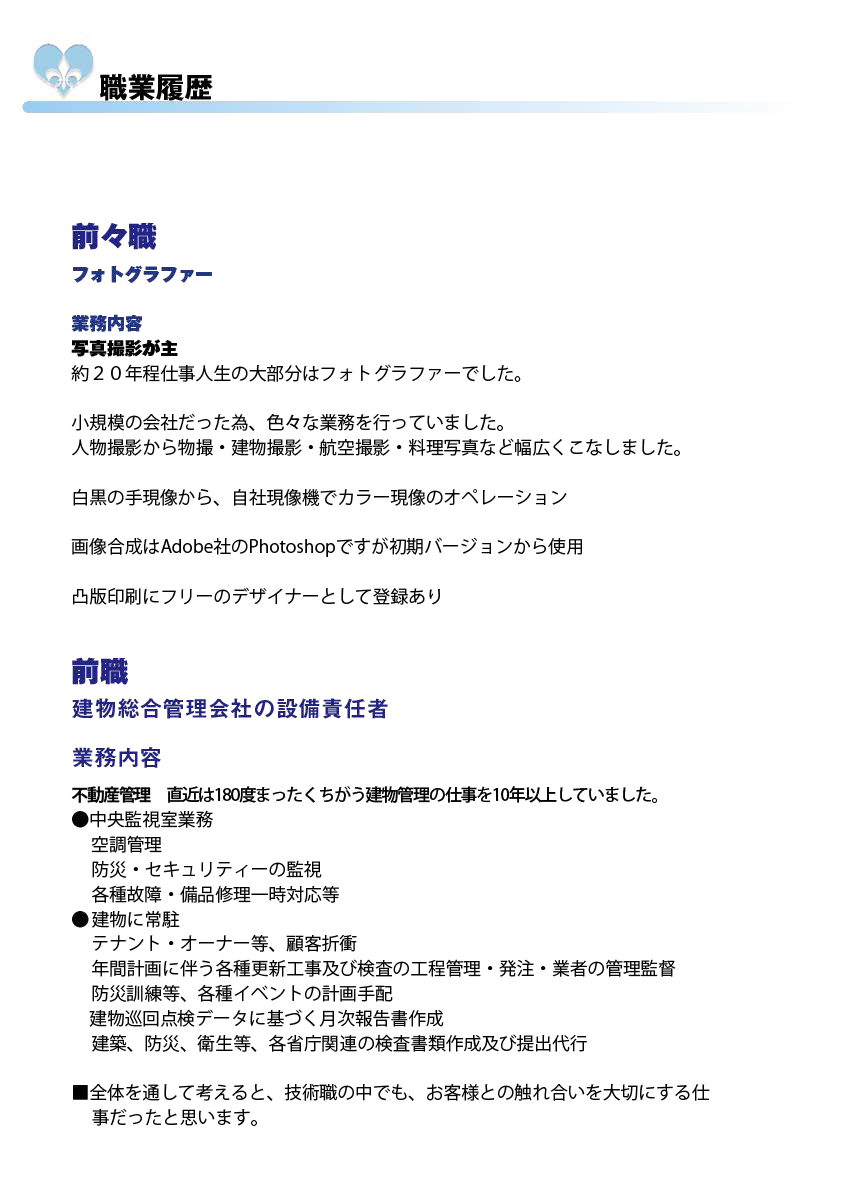 職業履歴
前々職
フォトグラファー
業務内容
写真撮影が主
約２０年程仕事人生の大部分はフォトグラファーでした。
小規模の会社だった為、色々な業務を行っていました。
人物撮影から物撮・建物撮影・航空撮影・料理写真など幅広くこなしました。
白黒の手現像から、自社現像機でカラー現像のオペレーション
画像合成はAdobe社のPhotoshopですが初期バージョンから使用
凸版印刷にフリーのデザイナーとして登録あり
前職
建物総合管理会社の設備責任者
業務内容
不動産管理　直近は180度まったくちがう建物管理の仕事を10年以上していました。
●中央監視室業務
空調管理
防災・セキュリティーの監視
各種故障・備品修理一時対応等
●建物に常駐
テナント・オーナー等、顧客折衝
年間計画に伴う各種更新工事及び検査の工程管理・発注・業者の管理監督
防災訓練等、各種イベントの計画手配
建物巡回点検データに基づく月次報告書作成
建築、防災、衛生等、各省庁関連の検査書類作成及び提出代行
■全体を通して考えると、技術職の中でも、お客様との触れ合いを大切にする仕
事だったと思います。